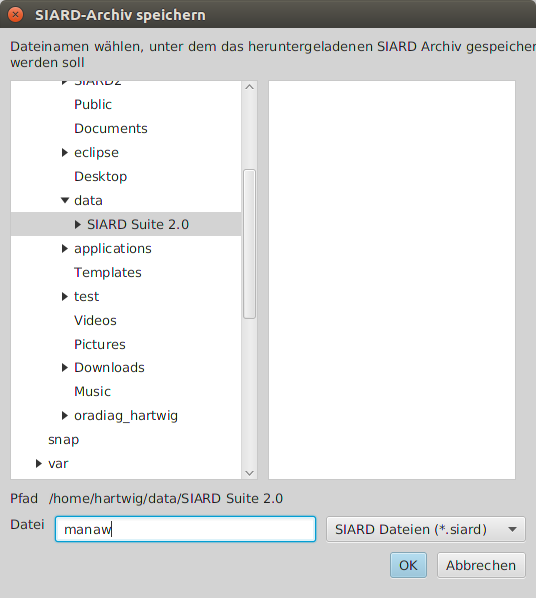 SIARD-Archiv speichern
Dateinamen wählen, unter dem das heruntergeladenen SIARD Archiv gespeicher
werden soll
SIARD2
Public
Documents
eclipse
Desktop
data
SIARD Suite 2.0
applications
Templates
test
Videos
Pictures
Downloads
Music
oradiag_hartwig
snap
var
Pfad /home/hartwig/data/SIARD Suite 2.0
Datei manaw SIARD Dateien (*.siard)
OK Abbrechen